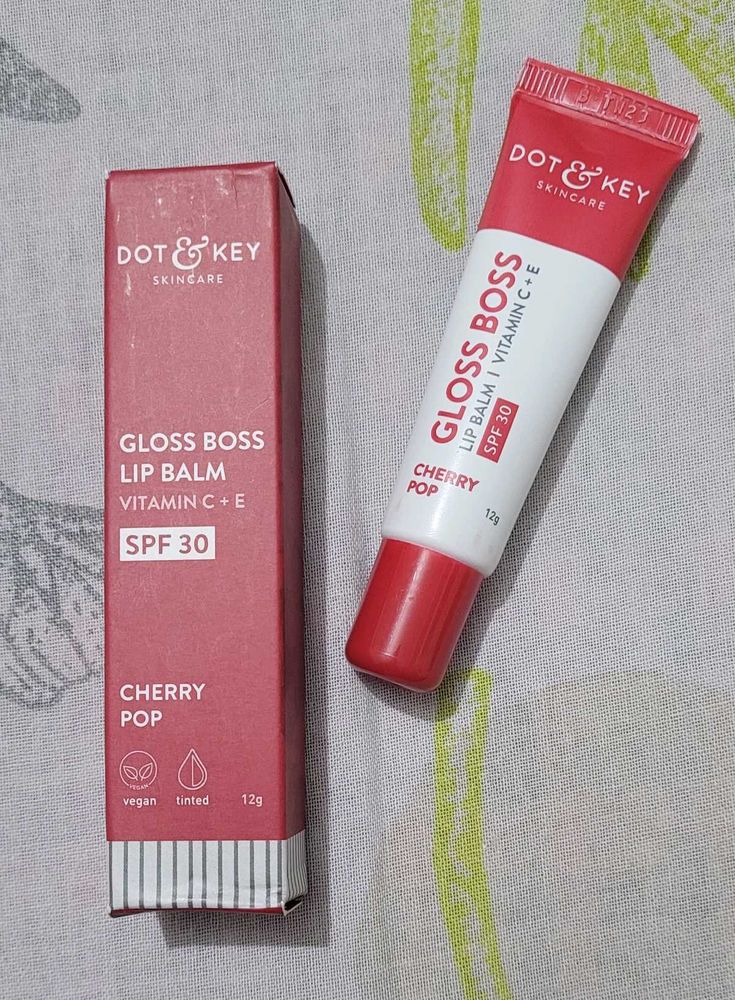 DOT & KEY
SKINCARE
GLOSS BOSS
LIP BALM
VITAMIN C + E
SPF 30
CHERRY
POP
VEGAN
vegan
tinted
12g
DOT & KEY
SKINCARE
GLOSS BOSS
LIP BALM | VITAMIN C + E
SPF 30
CHERRY
POP
12g